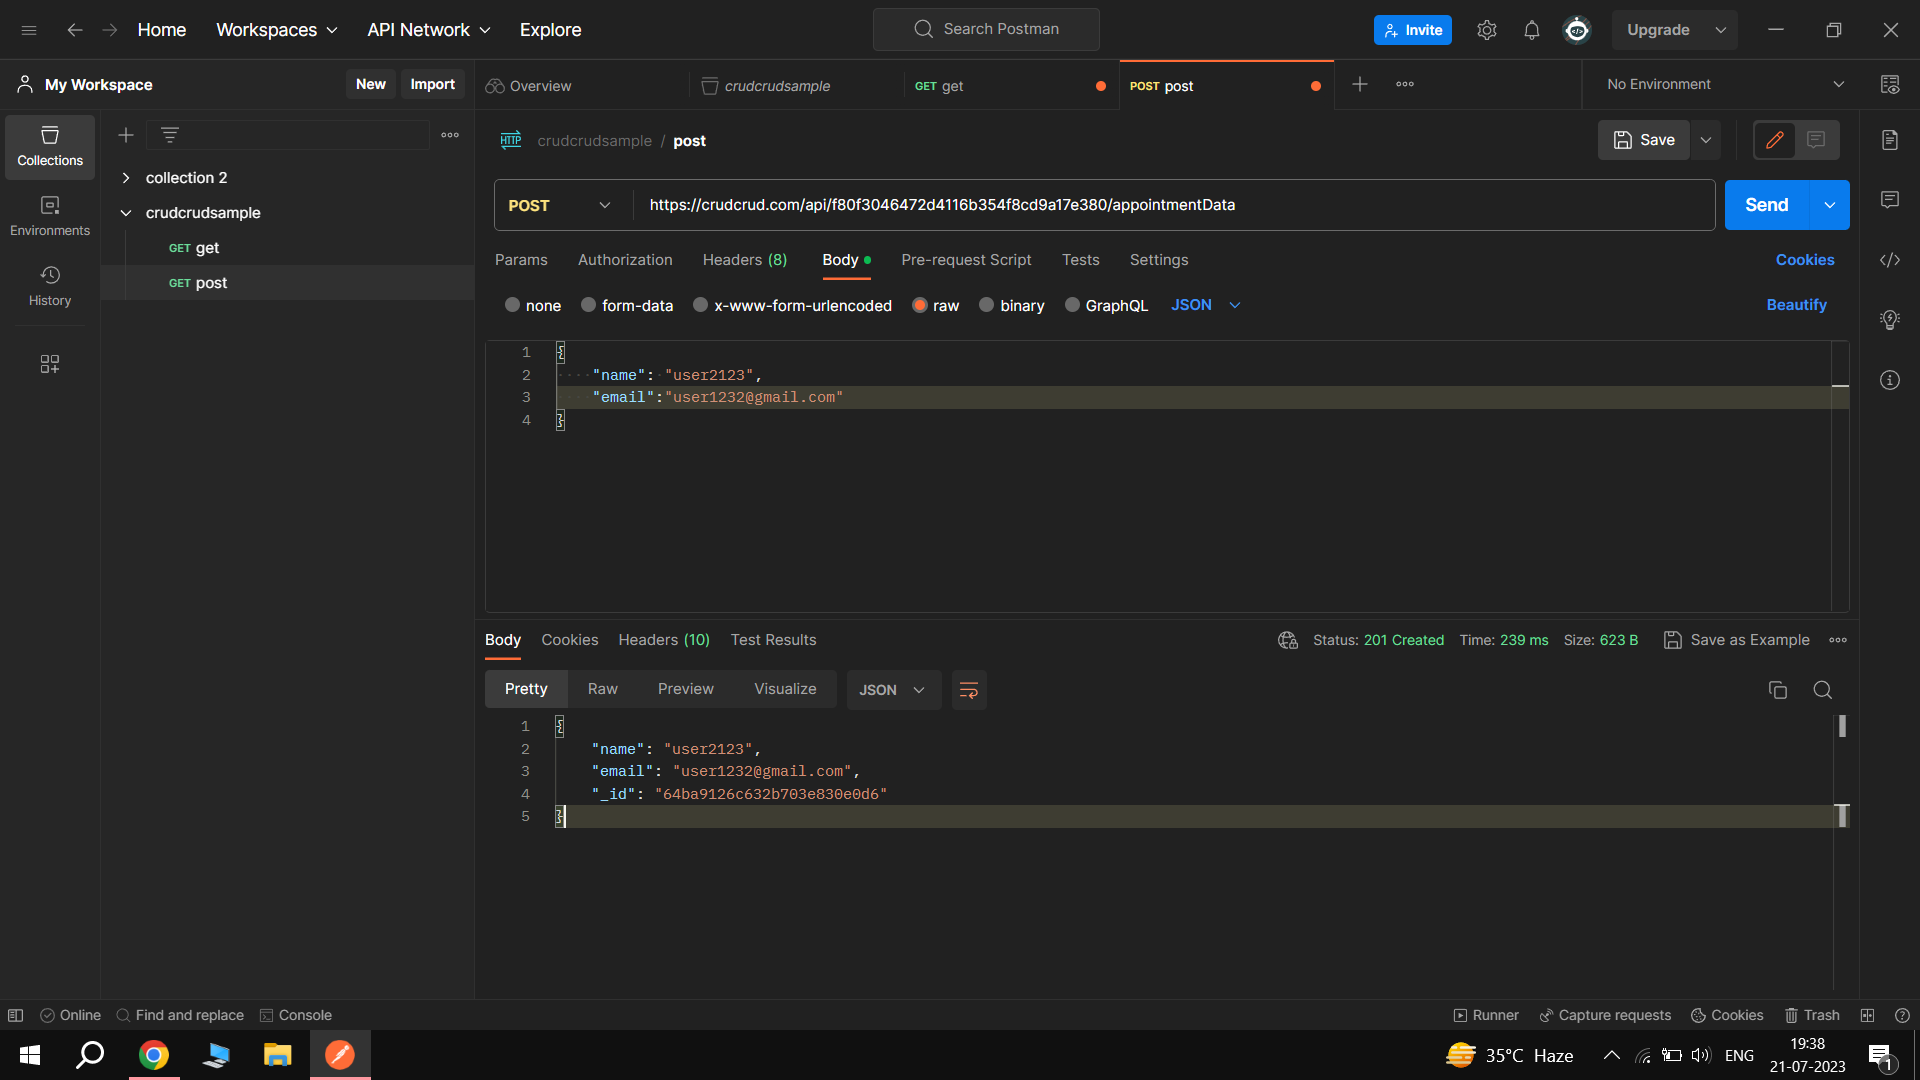 Home Workspaces API Network Explore Search Postman Invite Upgrade
My Workspace New Import Overview crudcrudsample GET get POST post No Environment
Collections
Environments
History
collection 2
crudcrudsample
GET get
GET post
HTTP crudcrudsample / post Save
POST https://crudcrud.com/api/f80f3046472d4116b354f8cd9a17e380/appointmentData Send
Params Authorization Headers (8) Body Pre-request Script Tests Settings Cookies
none form-data x-www-form-urlencoded raw binary GraphQL JSON Beautify
1 {
2 "name": "user2123",
3 "email":"user1232@gmail.com"
4 }
Body Cookies Headers (10) Test Results Status: 201 Created Time: 239 ms Size: 623 B Save as Example
Pretty Raw Preview Visualize JSON
1 {
2 "name": "user2123",
3 "email": "user1232@gmail.com",
4 "_id": "64ba9126c632b703e830e0d6"
5 }
Online Find and replace Console Runner Capture requests Cookies Trash
35°C Haze ENG 19:38
21-07-2023
1